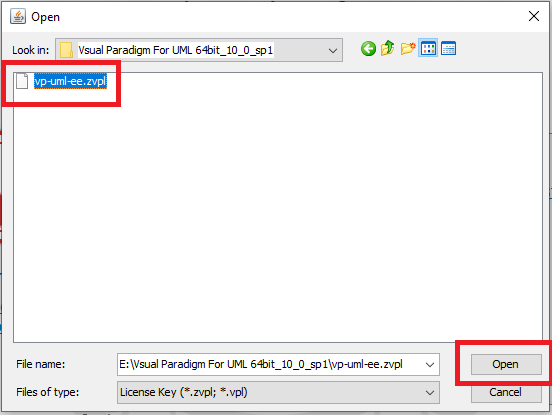 Open
Look in: Vsual Paradigm For UML 64bit_10_0_sp1
vp-uml-ee.zvpl
File name: E:\Vsual Paradigm For UML 64bit_10_0_sp1\vp-uml-ee.zvpl Open
Files of type: License Key (*.zvpl; *.vpl) Cancel